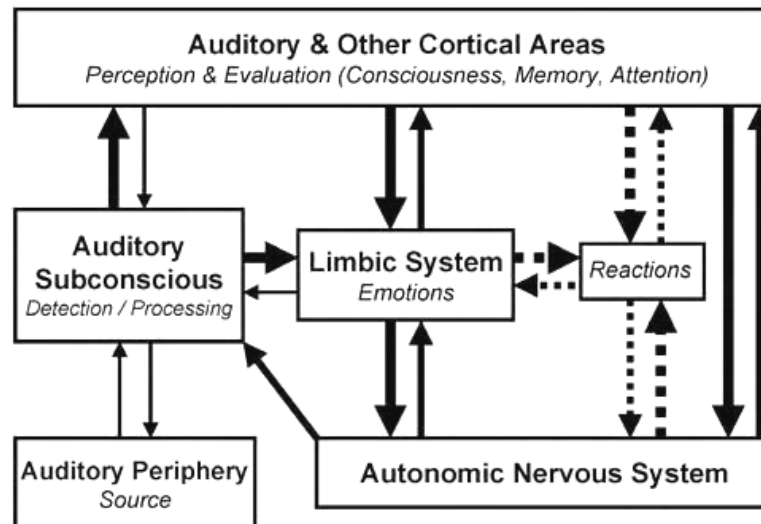 Auditory & Other Cortical Areas
Perception & Evaluation (Consciousness, Memory, Attention)
Auditory
Subconscious
Detection / Processing
Limbic System
Emotions
Reactions
Auditory Periphery
Source
Autonomic Nervous System